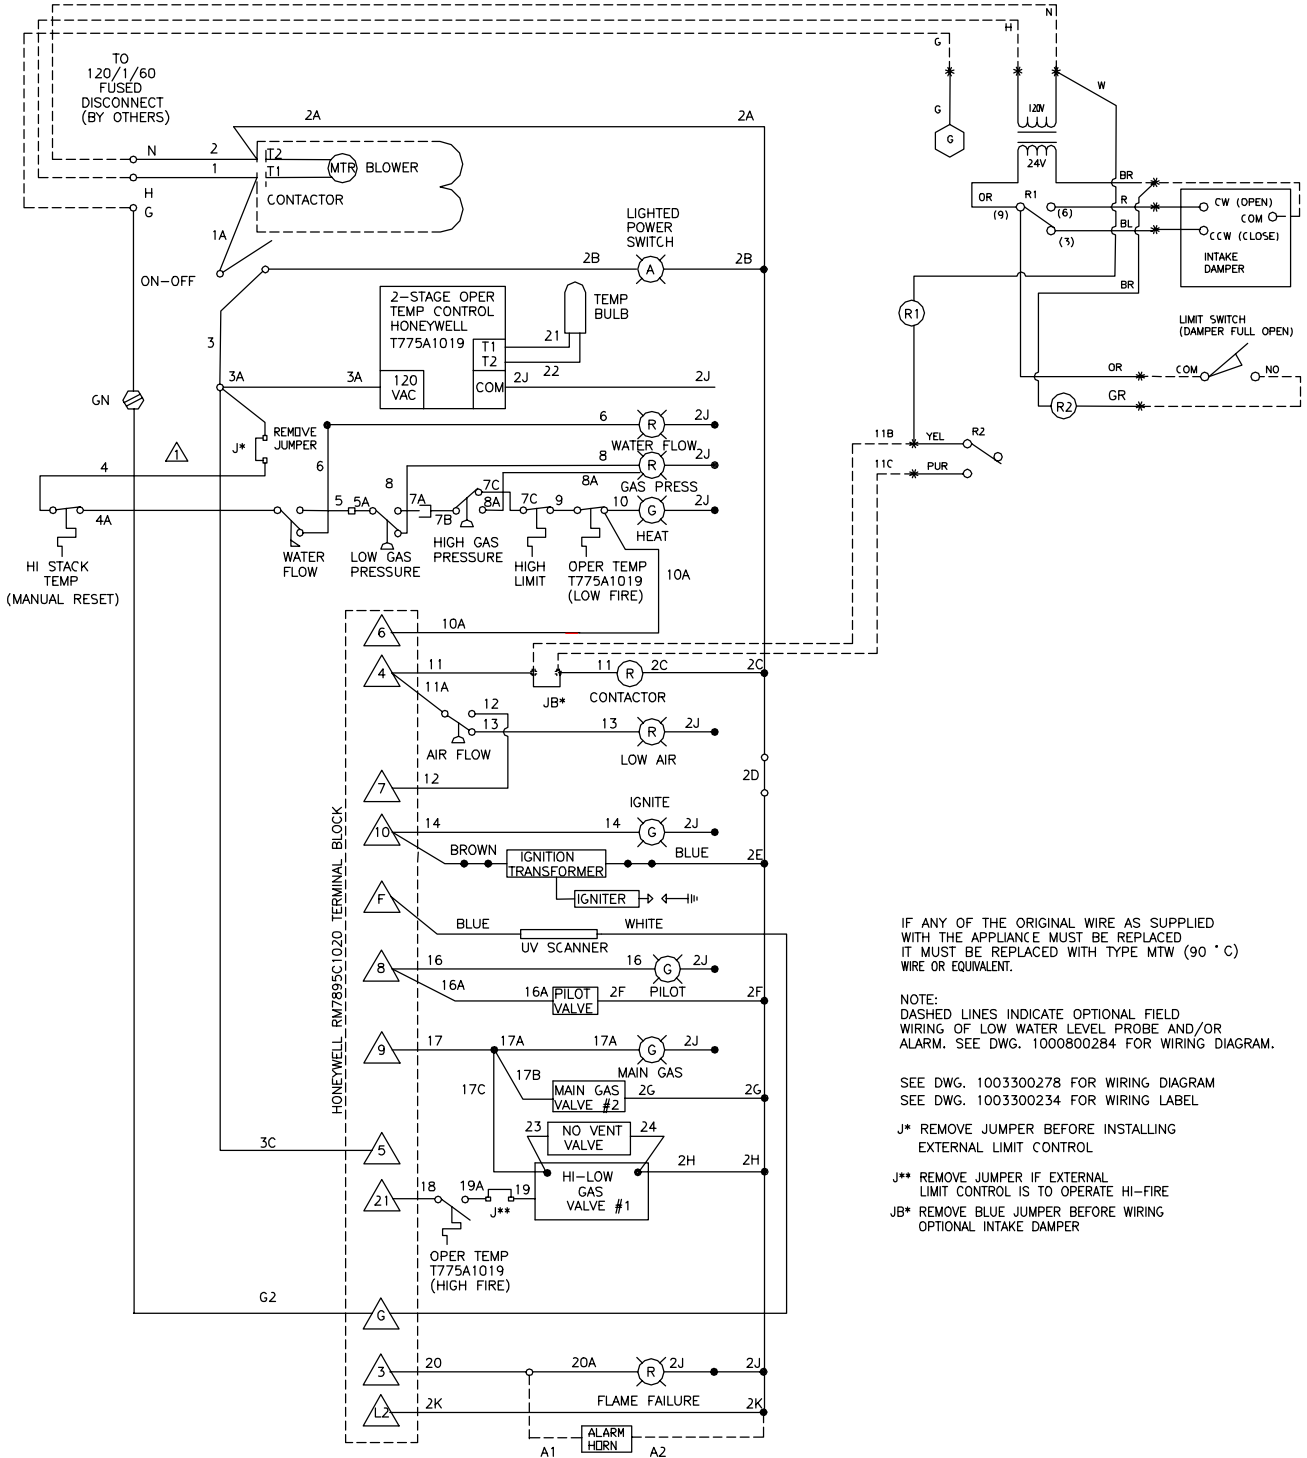 N
H
G
TO
120/1/60
FUSED
DISCONNECT
(BY OTHERS)
W
2A
2A
120V
G
G
N
2
T2
1
T1
MTR
BLOWER
24V
BR
H
CONTACTOR
OR
R1
R
CW (OPEN)
G
(9)
(6)
COM
LIGHTED
POWER
SWITCH
1A
BL
CCW (CLOSE)
(3)
INTAKE
DAMPER
2B
A
2B
ON-OFF
BR
2-STAGE OPER
TEMP CONTROL
HONEYWELL
T775A1019
TEMP
BULB
R1
LIMIT SWITCH
(DAMPER FULL OPEN)
3
21
T1
T2
22
3A
3A
120
VAC
COM
2J
2J
OR
COM
NO
GN
GR
R2
6
R
2J
REMOVE
JUMPER
J*
WATER FLOW
11B
YEL
R2
1
4
6
8
8
R
2J
11C
PUR
8A
GAS PRESS
4A
5
5A
7A
7B
7C
8A
7C
9
10
G
2J
HEAT
HI STACK
TEMP
(MANUAL RESET)
WATER
FLOW
LOW GAS
PRESSURE
HIGH GAS
PRESSURE
HIGH
LIMIT
OPER TEMP
T775A1019
(LOW FIRE)
10A
6
10A
4
11
11
R
2C
2C
11A
JB*
CONTACTOR
12
13
13
R
2J
AIR FLOW
LOW AIR
7
12
2D
HONEYWELL RM7895C1020 TERMINAL BLOCK
IGNITE
10
14
14
G
2J
BROWN
IGNITION
TRANSFORMER
BLUE
2E
F
IGNITER
BLUE
WHITE
UV SCANNER
IF ANY OF THE ORIGINAL WIRE AS SUPPLIED
WITH THE APPLIANCE MUST BE REPLACED
IT MUST BE REPLACED WITH TYPE MTW (90 °C)
WIRE OR EQUIVALENT.
8
16
16
G
2J
16A
16A
PILOT
VALVE
2F
PILOT
2F
NOTE:
DASHED LINES INDICATE OPTIONAL FIELD
WIRING OF LOW WATER LEVEL PROBE AND/OR
ALARM. SEE DWG. 1000800284 FOR WIRING DIAGRAM.
9
17
17A
17A
G
2J
17B
MAIN GAS
17C
MAIN GAS
VALVE #2
2G
2G
SEE DWG. 1003300278 FOR WIRING DIAGRAM
SEE DWG. 1003300234 FOR WIRING LABEL
23
NO VENT
VALVE
24
J* REMOVE JUMPER BEFORE INSTALLING
EXTERNAL LIMIT CONTROL
3C
5
HI-LOW
GAS
VALVE #1
2H
2H
J** REMOVE JUMPER IF EXTERNAL
LIMIT CONTROL IS TO OPERATE HI-FIRE
21
18
19A
19
J**
JB* REMOVE BLUE JUMPER BEFORE WIRING
OPTIONAL INTAKE DAMPER
OPER TEMP
T775A1019
(HIGH FIRE)
G2
G
3
20
20A
R
2J
2J
FLAME FAILURE
L2
2K
2K
ALARM
HORN
A1
A2